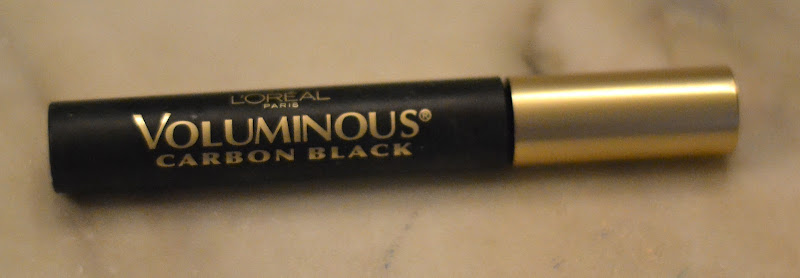 L'ORÉAL
PARIS
VOLUMINOUS®
CARBON BLACK